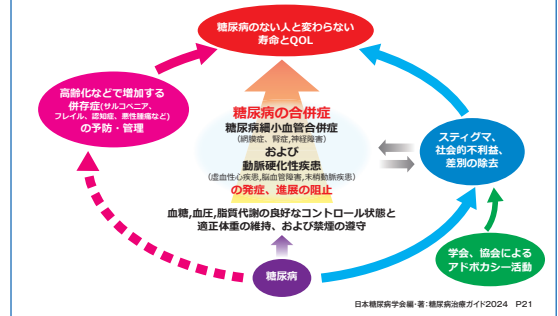 糖尿病のない人と変わらない
寿命とQOL
高齢化などで増加する
併存症(サルコペニア、
フレイル、認知症、悪性腫瘍など)
の予防・管理
糖尿病の合併症
糖尿病細小血管合併症
(網膜症、腎症,神経障害)
および
動脈硬化性疾患
(虚血性心疾患,脳血管障害,末梢動脈疾患)
の発症、進展の阻止
スティグマ、
社会的不利益、
差別の除去
血糖,血圧,脂質代謝の良好なコントロール状態と
適正体重の維持、および禁煙の遵守
学会、協会による
アドボカシー活動
糖尿病
日本糖尿病学会編・著：糖尿病治療ガイド2024 P21